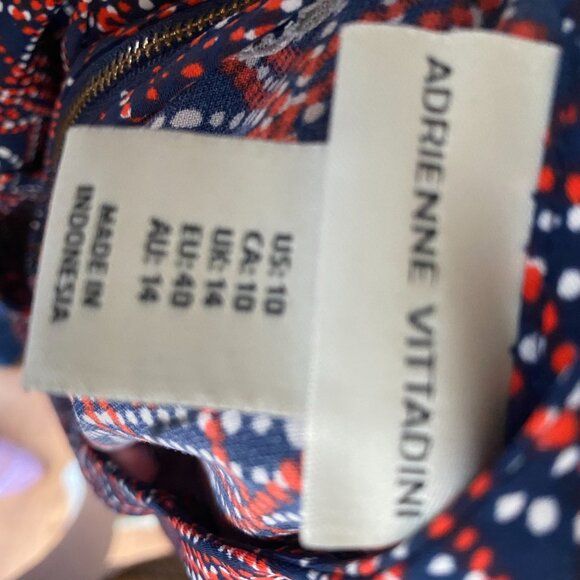 ADRIENNE VITTADINI
US: 10
CA: 10
UK: 14
EU: 40
AU: 14
MADE IN
INDONESIA